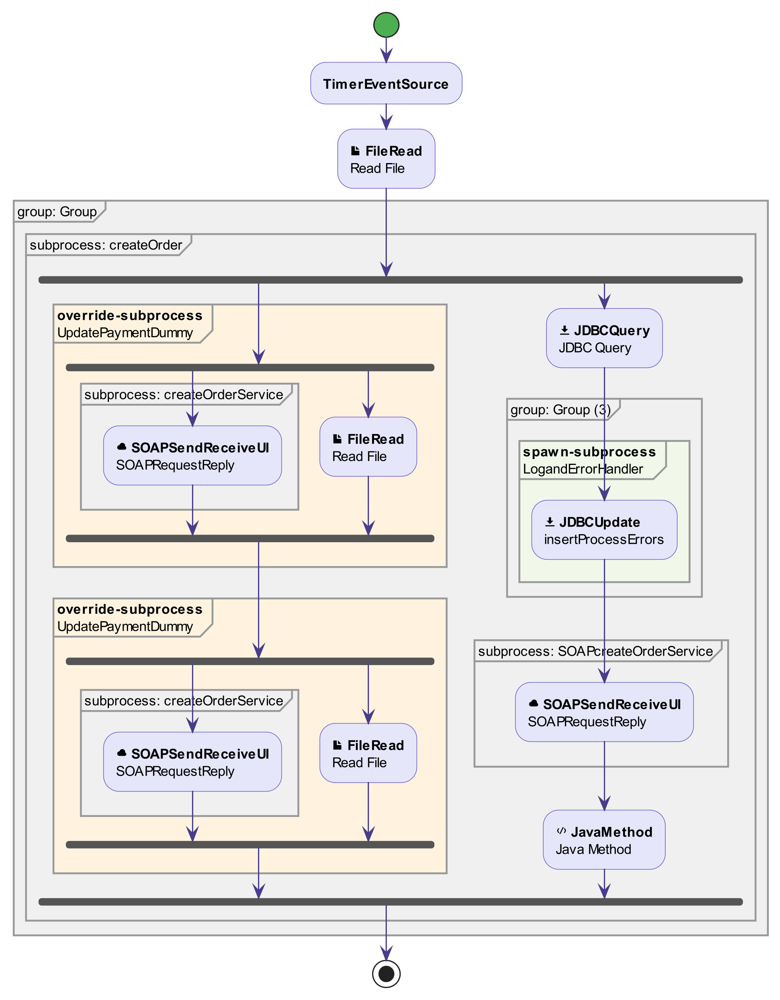 TimerEventSource
FileRead
Read File
group: Group
subprocess: createOrder
override-subprocess
UpdatePaymentDummy
subprocess: createOrderService
SOAPSendReceiveUI
SOAPRequestReply
FileRead
Read File
override-subprocess
UpdatePaymentDummy
subprocess: createOrderService
SOAPSendReceiveUI
SOAPRequestReply
FileRead
Read File
JDBCQuery
JDBC Query
group: Group (3)
spawn-subprocess
LogandErrorHandler
JDBCUpdate
insertProcessErrors
subprocess: SOAPcreateOrderService
SOAPSendReceiveUI
SOAPRequestReply
JavaMethod
Java Method